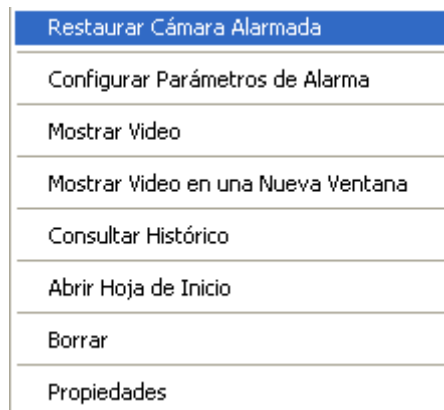 Restaurar Cámara Alarmada
Configurar Parámetros de Alarma
Mostrar Video
Mostrar Video en una Nueva Ventana
Consultar Histórico
Abrir Hoja de Inicio
Borrar
Propiedades